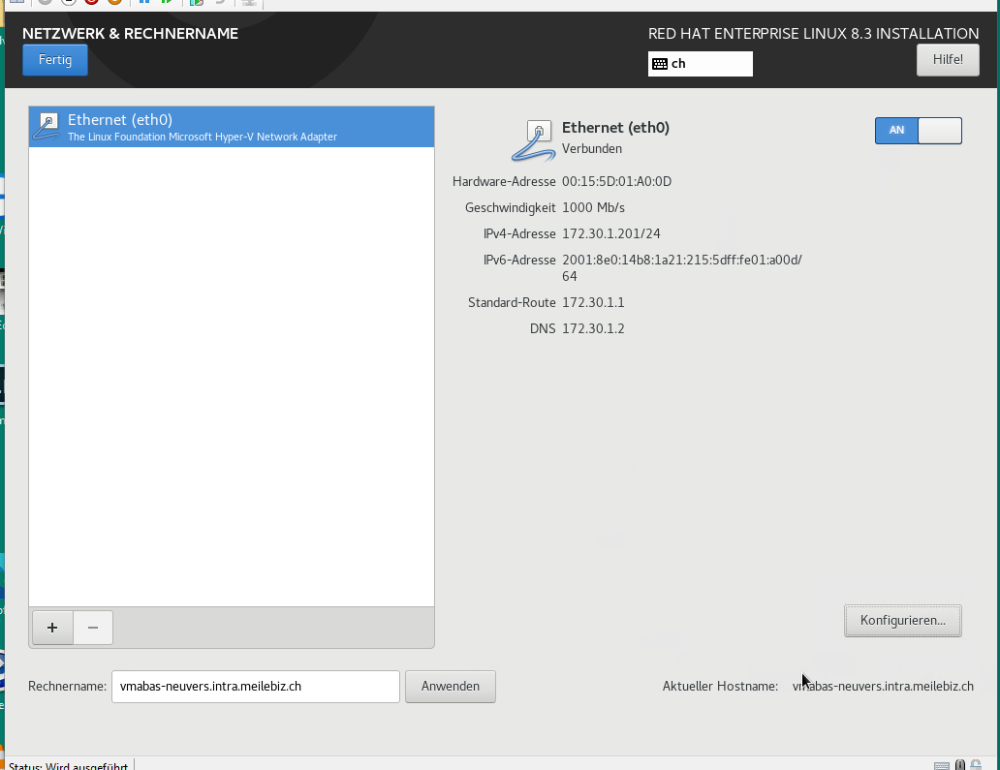 NETZWERK & RECHNERNAME
RED HAT ENTERPRISE LINUX 8.3 INSTALLATION
Fertig
ch
Hilfe!
Ethernet (eth0)
The Linux Foundation Microsoft Hyper-V Network Adapter
Ethernet (eth0)
Verbunden
AN
Hardware-Adresse 00:15:5D:01:A0:0D
Geschwindigkeit 1000 Mb/s
IPv4-Adresse 172.30.1.201/24
IPv6-Adresse 2001:8e0:14b8:1a21:215:5dff:fe01:a00d/
64
Standard-Route 172.30.1.1
DNS 172.30.1.2
+ −
Konfigurieren...
Rechnername: vmabas-neuvers.intra.meilebiz.ch Anwenden
Aktueller Hostname: vmabas-neuvers.intra.meilebiz.ch
Status: Wird ausgeführt